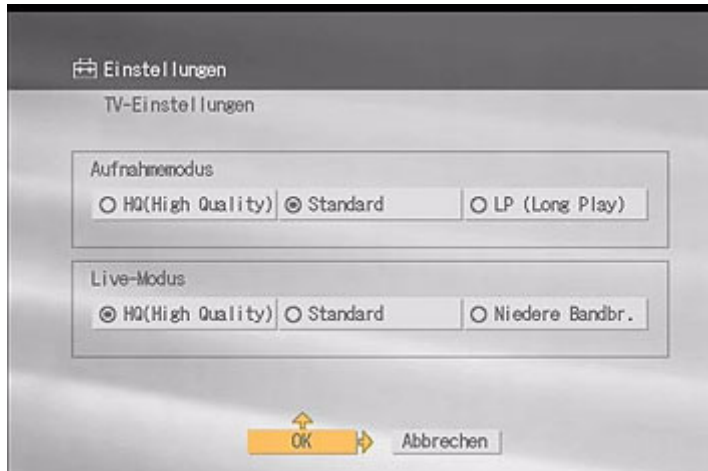 Einstellungen
TV-Einstellungen
Aufnahmemodus
HQ(High Quality) Standard LP (Long Play)
Live-Modus
HQ(High Quality) Standard Niedere Bandbr.
OK Abbrechen